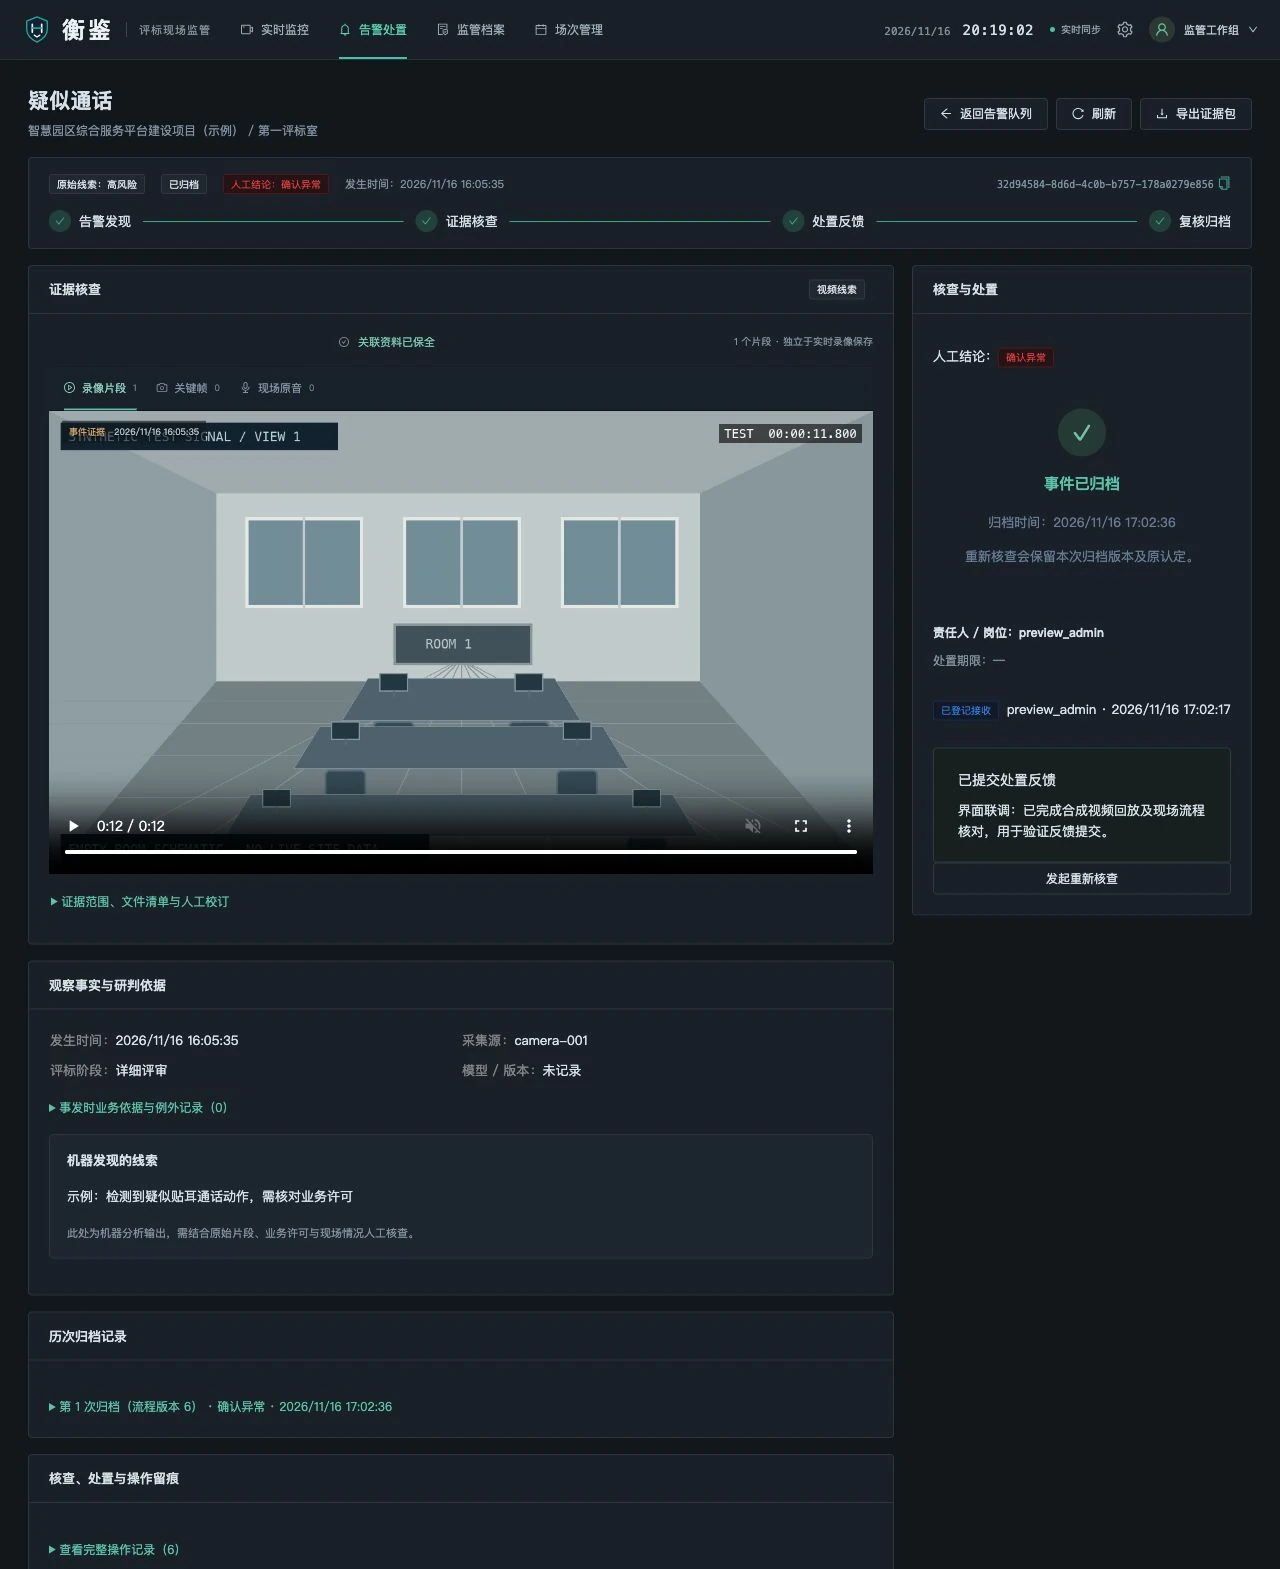 衡鉴 评标现场监管 实时监控 告警处置 监管档案 场次管理 2026/11/16 20:19:02 实时同步 监管工作组
疑似通话
智慧园区综合服务平台建设项目（示例） / 第一评标室
返回告警队列 刷新 导出证据包
原始线索：高风险 已归档 人工结论：确认异常 发生时间：2026/11/16 16:05:35 32d94584-8d6d-4c0b-b757-178a0279e856
告警发现 证据核查 处置反馈 复核归档
证据核查 视频线索
关联资料已保全 1 个片段 · 独立于实时录像保存
录像片段 1 关键帧 0 现场原音 0
事件证据 2026/11/16 16:05:35
SYNTHETIC TEST SIGNAL / VIEW 1
TEST 00:00:11.800
ROOM 1
0:12 / 0:12
EMPTY ROOM SCHEMATIC - NO LIVE SITE DATA
证据范围、文件清单与人工校订
核查与处置
人工结论： 确认异常
事件已归档
归档时间：2026/11/16 17:02:36
重新核查会保留本次归档版本及原认定。
责任人 / 岗位：preview_admin
处置期限：—
已登记接收 preview_admin · 2026/11/16 17:02:17
已提交处置反馈
界面联调：已完成合成视频回放及现场流程
核对，用于验证反馈提交。
发起重新核查
观察事实与研判依据
发生时间：2026/11/16 16:05:35 采集源：camera-001
评标阶段：详细评审 模型 / 版本：未记录
事发时业务依据与例外记录（0）
机器发现的线索
示例：检测到疑似贴耳通话动作，需核对业务许可
此处为机器分析输出，需结合原始片段、业务许可与现场情况人工核查。
历次归档记录
第 1 次归档（流程版本 6） · 确认异常 · 2026/11/16 17:02:36
核查、处置与操作留痕
查看完整操作记录（6）